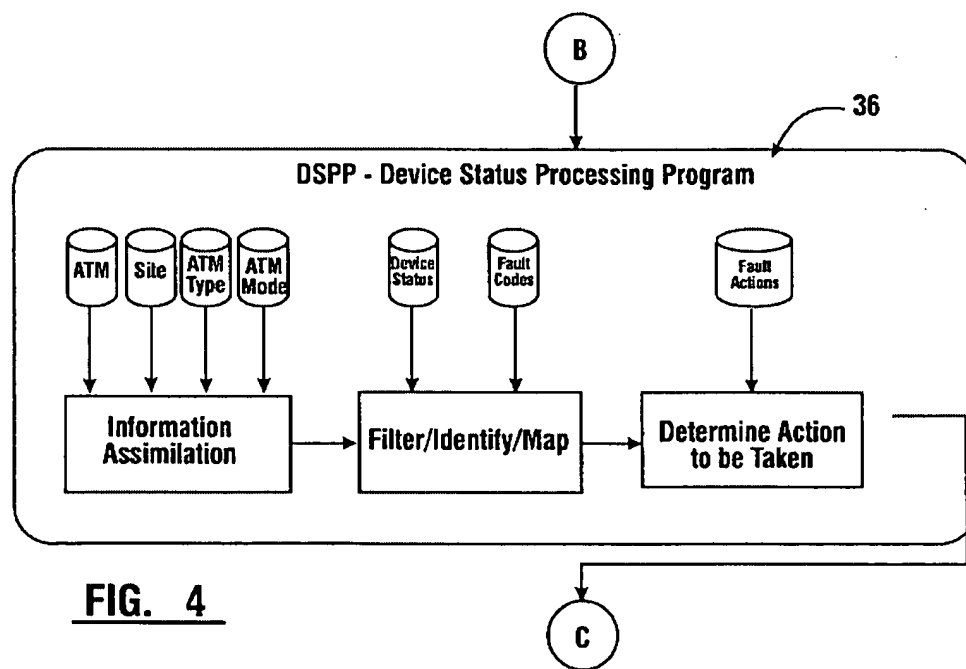 B
36
DSPP - Device Status Processing Program
ATM
Site
ATM
Type
ATM
Mode
Device
Status
Fault
Codes
Fault
Actions
Information
Assimilation
Filter/Identify/Map
Determine Action
to be Taken
FIG. 4
C